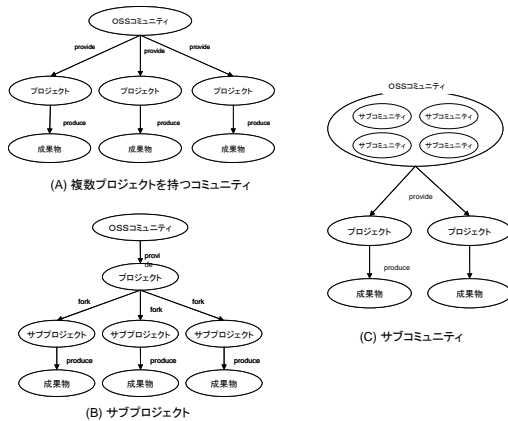 OSSコミュニティ
provide
provide
provide
プロジェクト
プロジェクト
プロジェクト
produce
produce
produce
成果物
成果物
成果物
(A) 複数プロジェクトを持つコミュニティ
OSSコミュニティ
provi
de
プロジェクト
fork
fork
fork
サブプロジェクト
サブプロジェクト
サブプロジェクト
produce
produce
produce
成果物
成果物
成果物
(B) サブプロジェクト
OSSコミュニティ
サブコミュニティ
サブコミュニティ
サブコミュニティ
サブコミュニティ
provide
プロジェクト
プロジェクト
produce
成果物
成果物
(C) サブコミュニティ